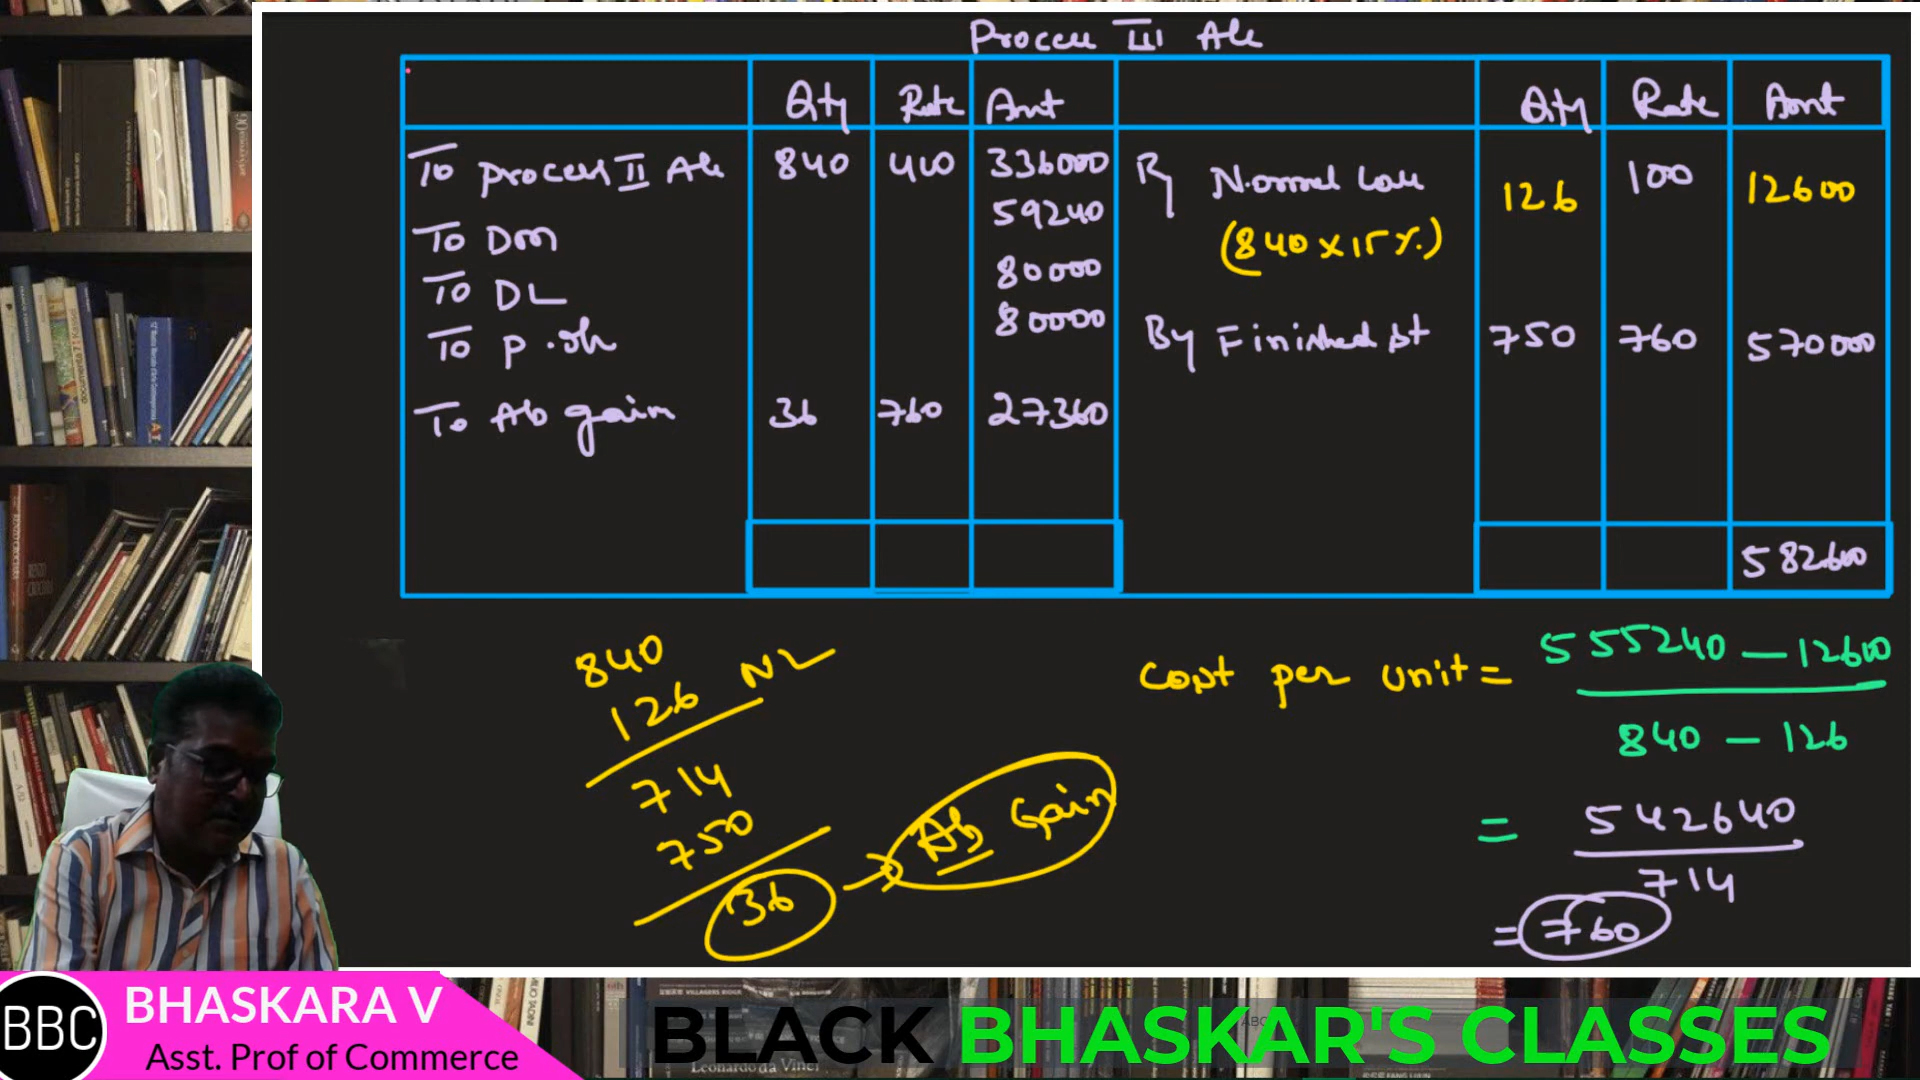 Process III A/c
Qty Rate Amt Qty Rate Amt
To process II A/c 840 400 336000 By Normal Loss 126 100 12600
To DM 59240 (840 x 15 %.)
To DL 80000
To P.oh 80000 By Finished st 750 760 570000
To Ab gain 36 760 27360
582600
840
126 NL
714
750
36 → Ab Gain
Cost per unit = 555240 - 12600
840 - 126
= 542640
714
= 760
BBC BHASKARA V
Asst. Prof of Commerce
BLACK BHASKAR'S CLASSES
Leonardo da Vinci